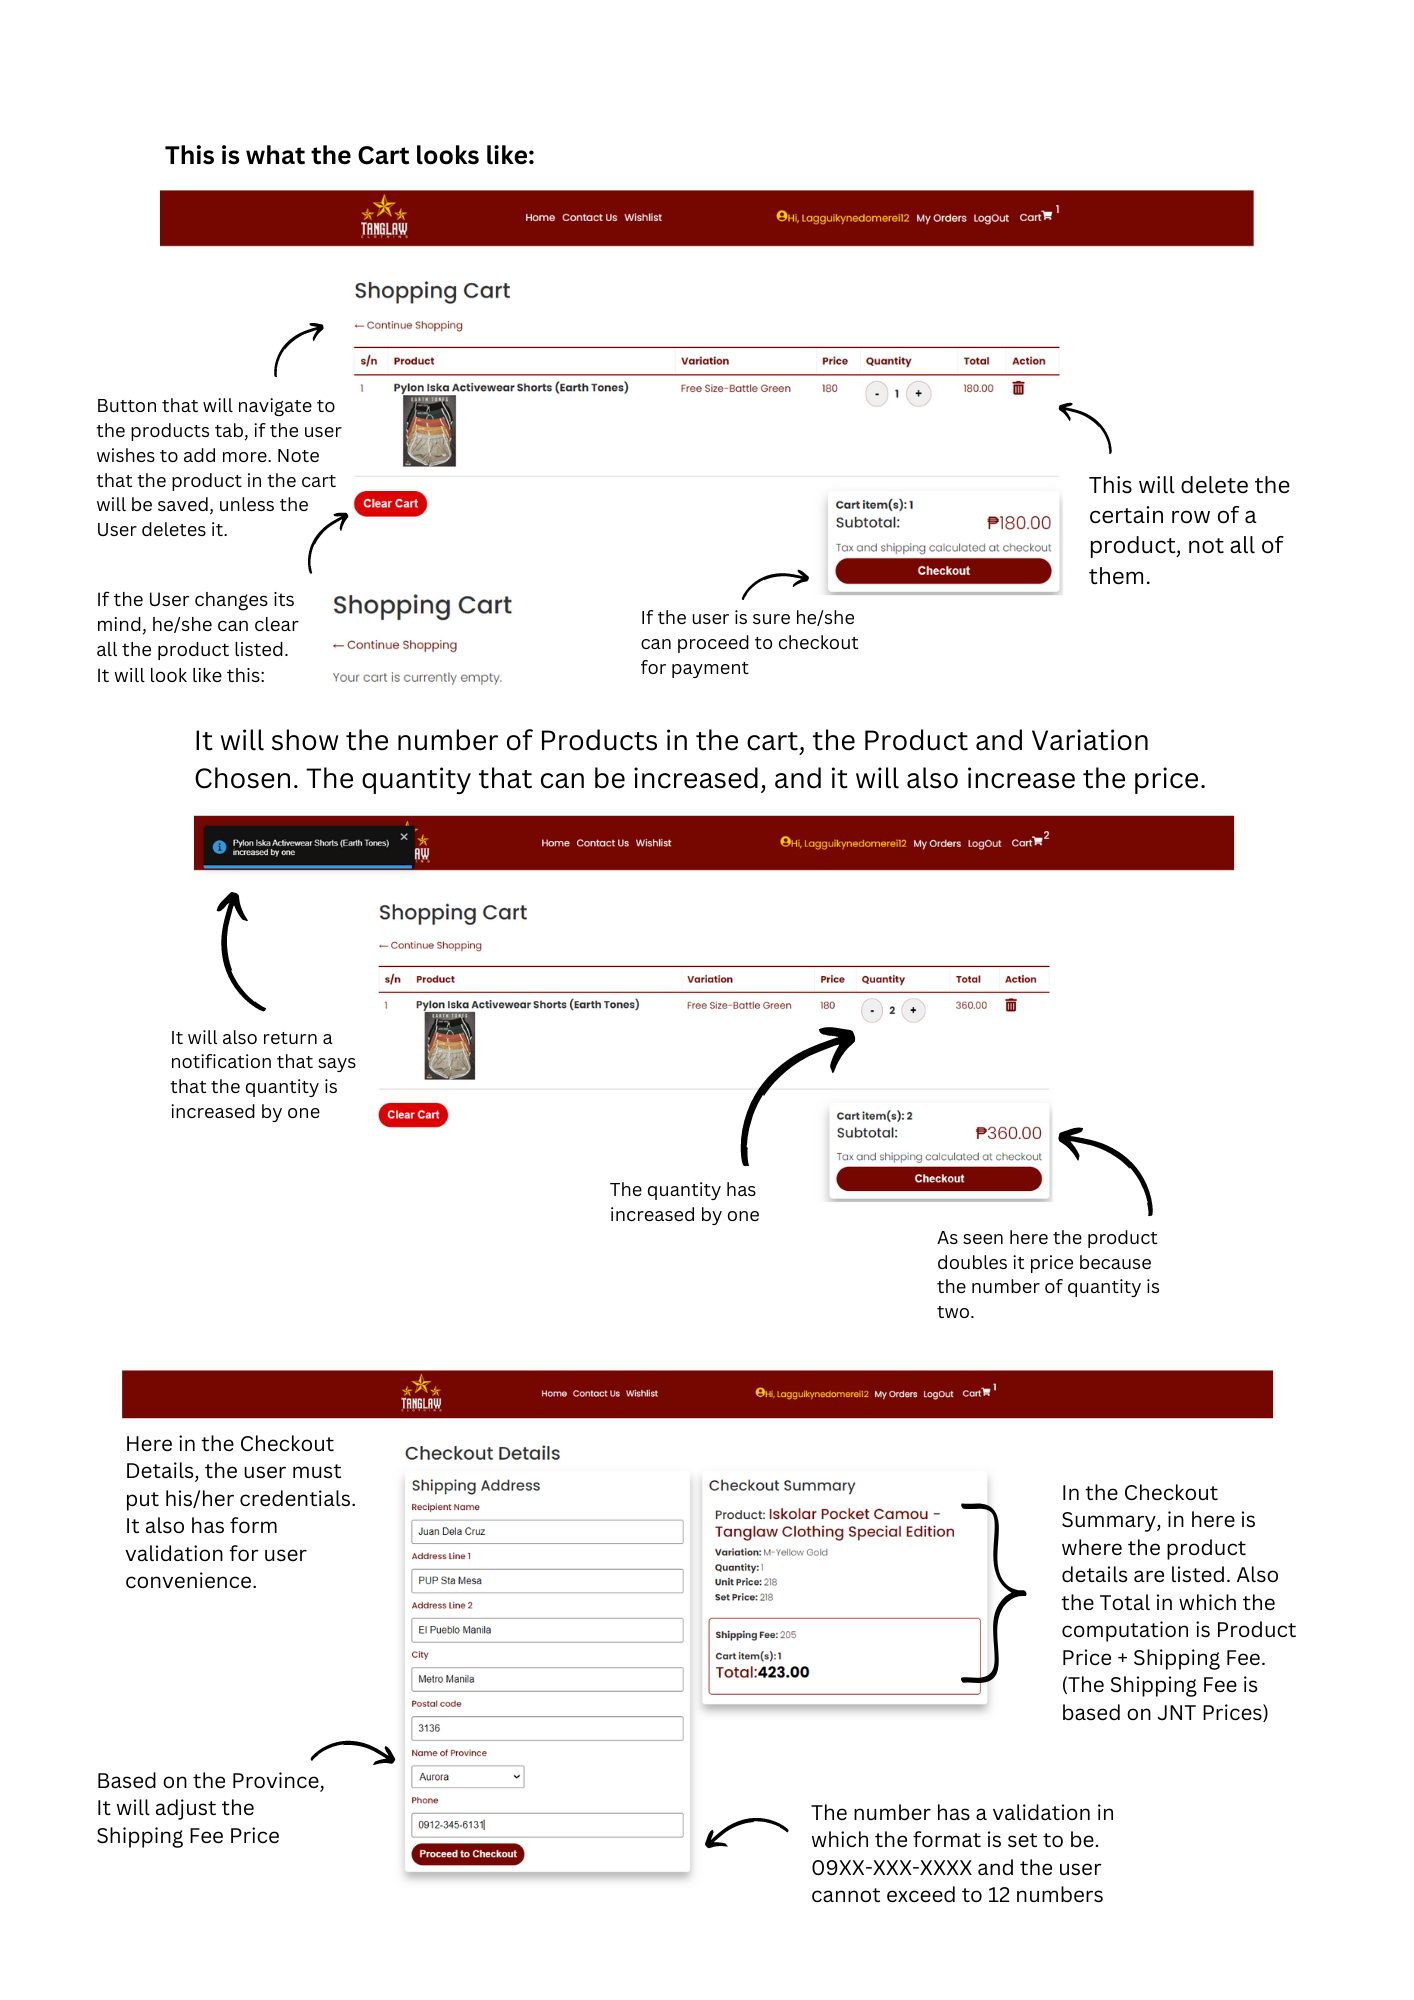 This is what the Cart looks like:
TANGLAW
CLOTHING
Home Contact Us Wishlist
Hi, Lagguikynedomerei12 My Orders LogOut Cart 1
Shopping Cart
← Continue Shopping
s/n Product Variation Price Quantity Total Action
1 Pylon Iska Activewear Shorts (Earth Tones) Free Size-Battle Green 180 - 1 + 180.00
EARTH TONES
Button that will navigate to
the products tab, if the user
wishes to add more. Note
that the product in the cart
will be saved, unless the
User deletes it.
Clear Cart
Cart item(s): 1
Subtotal: ₱180.00
Tax and shipping calculated at checkout
Checkout
This will delete the
certain row of a
product, not all of
them.
If the User changes its
mind, he/she can clear
all the product listed.
It will look like this:
Shopping Cart
← Continue Shopping
Your cart is currently empty.
If the user is sure he/she
can proceed to checkout
for payment
It will show the number of Products in the cart, the Product and Variation
Chosen. The quantity that can be increased, and it will also increase the price.
Pylon Iska Activewear Shorts (Earth Tones)
increased by one
×
AW
Home Contact Us Wishlist
Hi, Lagguikynedomerei12 My Orders LogOut Cart 2
Shopping Cart
← Continue Shopping
s/n Product Variation Price Quantity Total Action
1 Pylon Iska Activewear Shorts (Earth Tones) Free Size-Battle Green 180 - 2 + 360.00
EARTH TONES
It will also return a
notification that says
that the quantity is
increased by one
Clear Cart
Cart item(s): 2
Subtotal: ₱360.00
Tax and shipping calculated at checkout
Checkout
The quantity has
increased by one
As seen here the product
doubles it price because
the number of quantity is
two.
TANGLAW
CLOTHING
Home Contact Us Wishlist
Hi, Lagguikynedomerei12 My Orders LogOut Cart 1
Here in the Checkout
Details, the user must
put his/her credentials.
It also has form
validation for user
convenience.
Checkout Details
Shipping Address
Recipient Name
Juan Dela Cruz
Address Line 1
PUP Sta Mesa
Address Line 2
El Pueblo Manila
City
Metro Manila
Postal code
3136
Name of Province
Aurora
Phone
0912-345-6131
Proceed to Checkout
Checkout Summary
Product: Iskolar Pocket Camou -
Tanglaw Clothing Special Edition
Variation: M-Yellow Gold
Quantity: 1
Unit Price: 218
Set Price: 218
Shipping Fee: 205
Cart item(s): 1
Total:423.00
In the Checkout
Summary, in here is
where the product
details are listed. Also
the Total in which the
computation is Product
Price + Shipping Fee.
(The Shipping Fee is
based on JNT Prices)
Based on the Province,
It will adjust the
Shipping Fee Price
The number has a validation in
which the format is set to be.
09XX-XXX-XXXX and the user
cannot exceed to 12 numbers